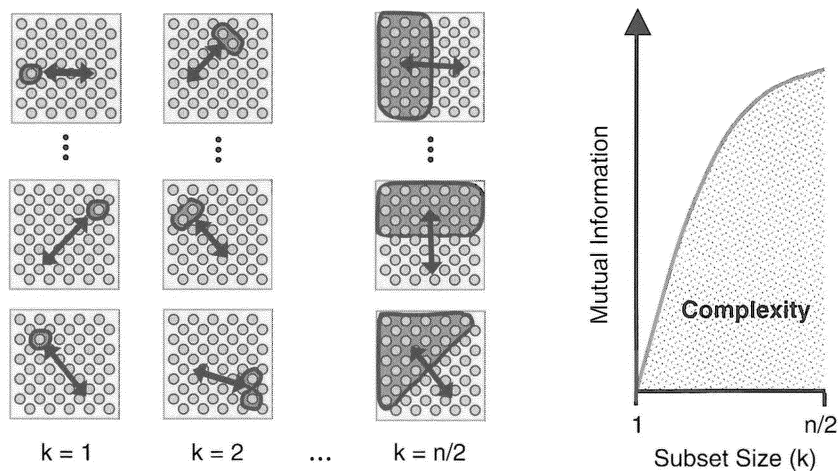 k = 1
k = 2
...
k = n/2
Mutual Information
Complexity
1
n/2
Subset Size (k)